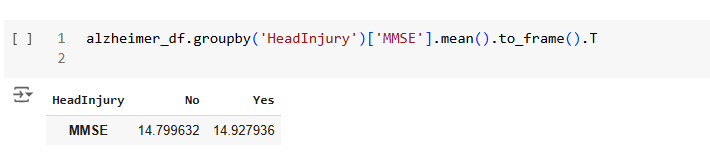 [ ] 1 alzheimer_df.groupby('HeadInjury')['MMSE'].mean().to_frame().T
2
HeadInjury No Yes
MMSE 14.799632 14.927936